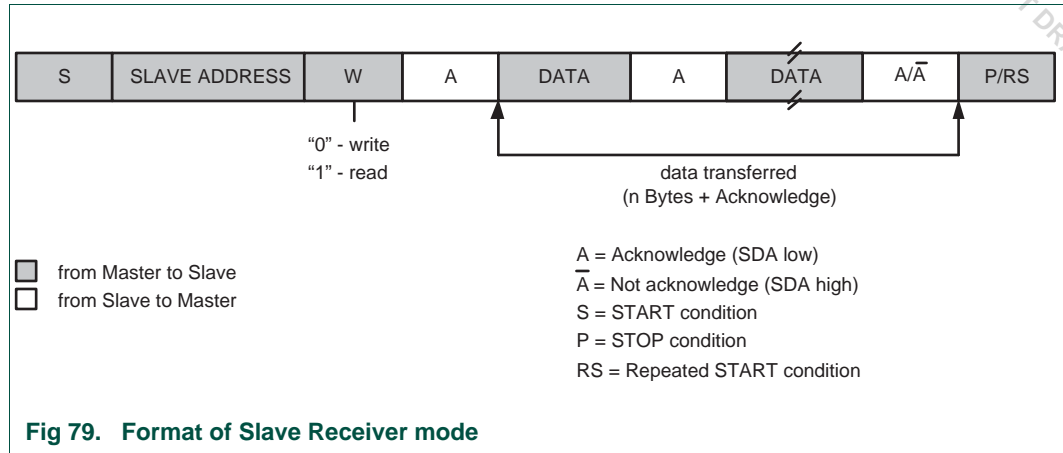 S SLAVE ADDRESS W A DATA A DATA A/A̅ P/RS
“0” - write
“1” - read
data transferred
(n Bytes + Acknowledge)
from Master to Slave
from Slave to Master
A = Acknowledge (SDA low)
A̅ = Not acknowledge (SDA high)
S = START condition
P = STOP condition
RS = Repeated START condition
Fig 79. Format of Slave Receiver mode